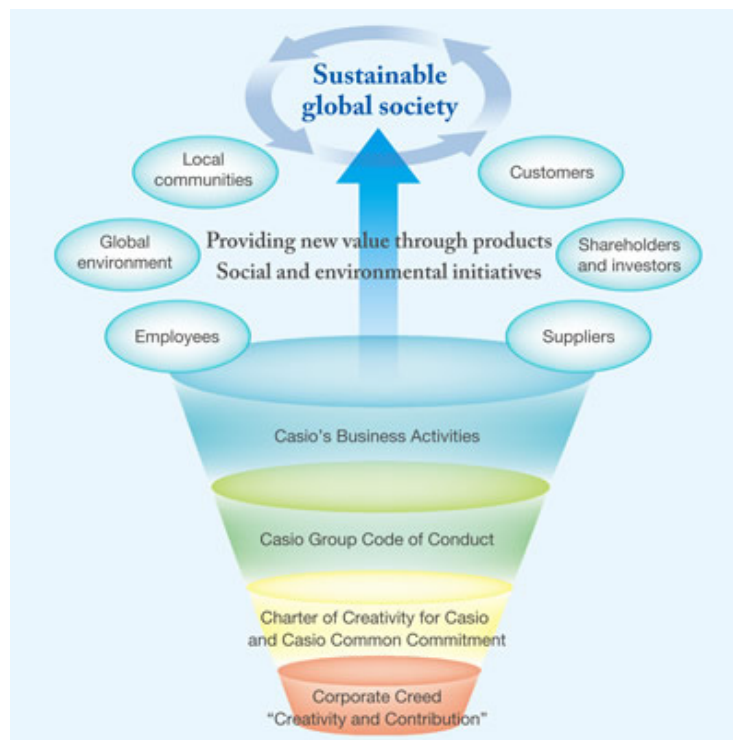 Sustainable
global society
Local
communities
Customers
Global
environment
Providing new value through products
Social and environmental initiatives
Shareholders
and investors
Employees
Suppliers
Casio's Business Activities
Casio Group Code of Conduct
Charter of Creativity for Casio
and Casio Common Commitment
Corporate Creed
“Creativity and Contribution”